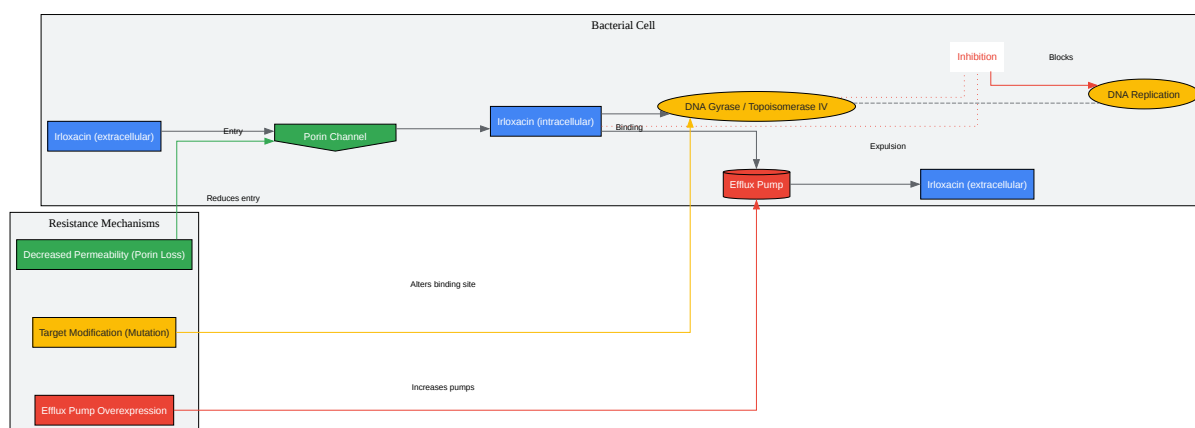 Bacterial Cell
Inhibition
Blocks
DNA Replication
DNA Gyrase / Topoisomerase IV
Irloxacin (extracellular)
Entry
Porin Channel
Irloxacin (intracellular)
Binding
Expulsion
Efflux Pump
Irloxacin (extracellular)
Reduces entry
Resistance Mechanisms
Decreased Permeability (Porin Loss)
Alters binding site
Target Modification (Mutation)
Increases pumps
Efflux Pump Overexpression